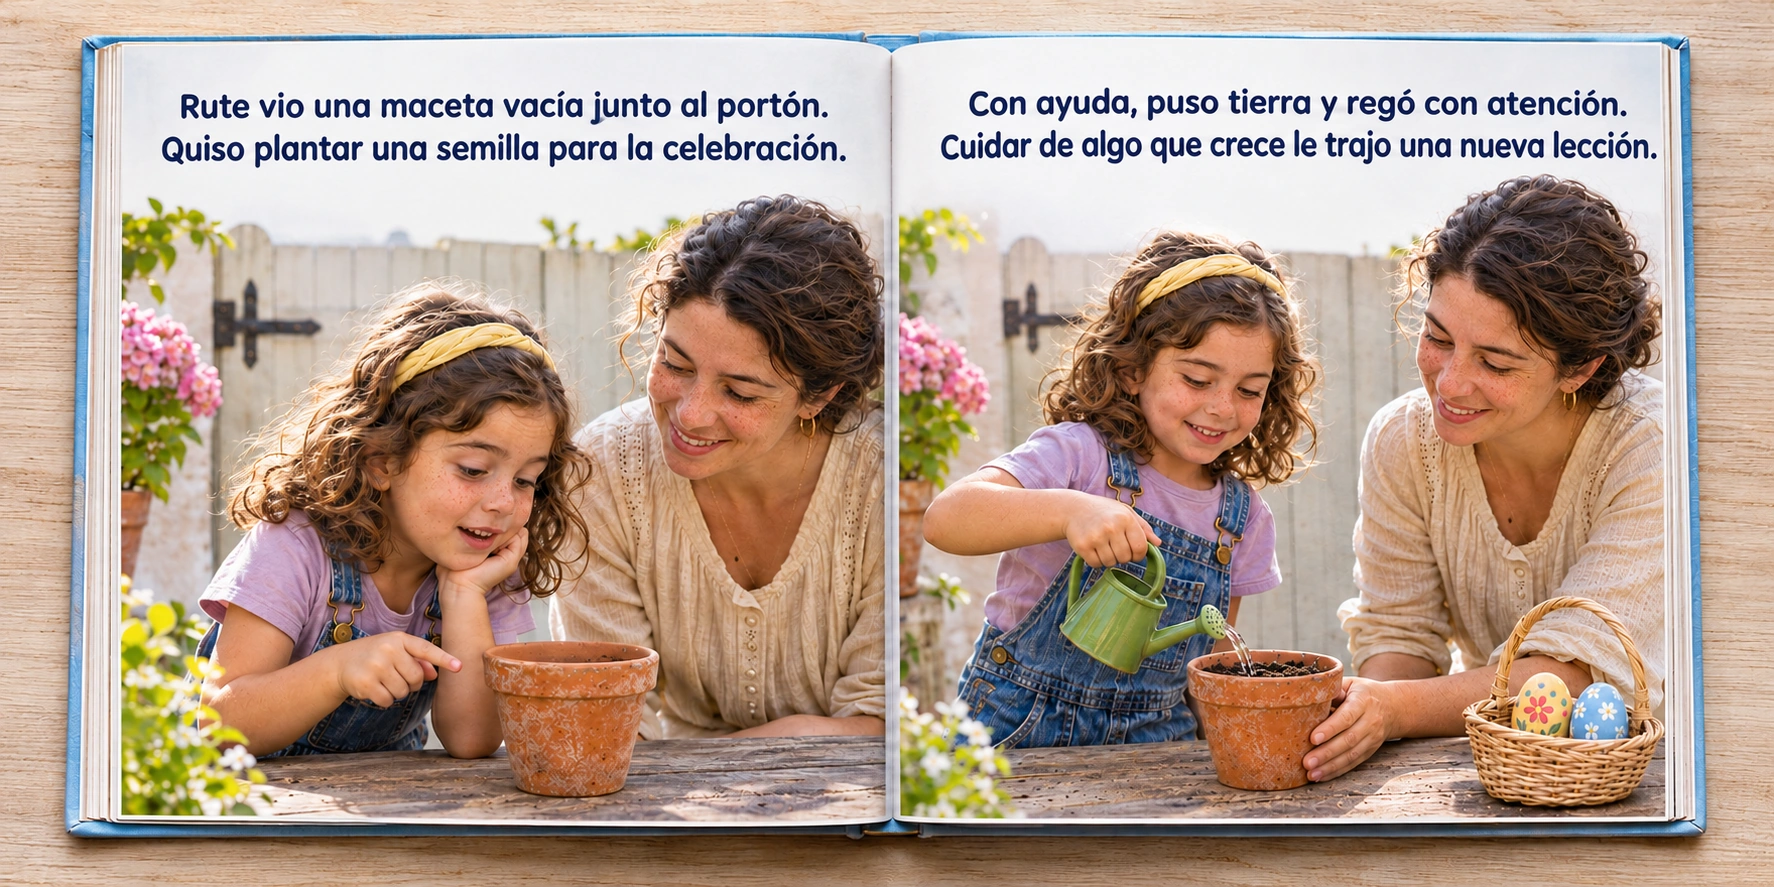 Rute vio una maceta vacía junto al portón.
Quiso plantar una semilla para la celebración.
Con ayuda, puso tierra y regó con atención.
Cuidar de algo que crece le trajo una nueva lección.